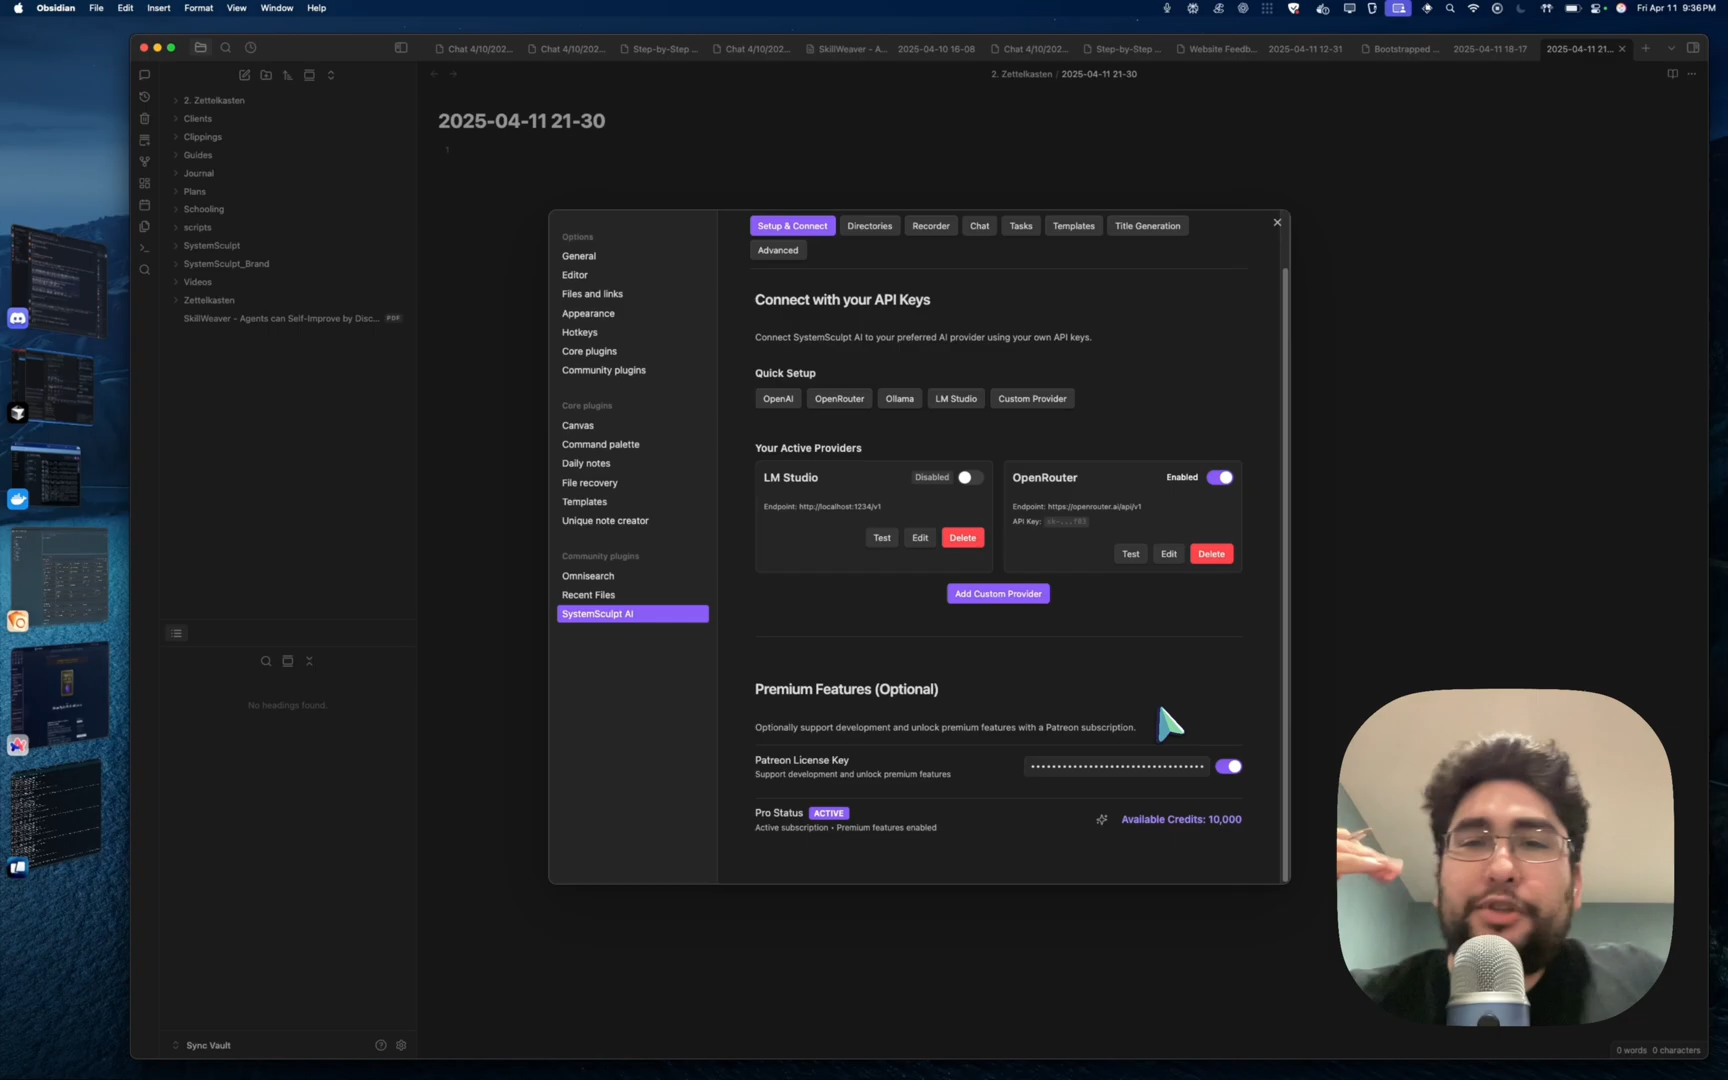 Obsidian File Edit Insert Format View Window Help
Fri Apr 11 9:36PM
Chat 4/10/202... Chat 4/10/202... Step-by-Step ... Chat 4/10/202... SkillWeaver - A... 2025-04-10 16-08 Chat 4/10/202... Step-by-Step ... Website Feedb... 2025-04-11 12-31 Bootstrapped ... 2025-04-11 18-17 2025-04-11 21...
2. Zettelkasten / 2025-04-11 21-30
2. Zettelkasten
Clients
Clippings
Guides
Journal
Plans
Schooling
scripts
SystemSculpt
SystemSculpt_Brand
Videos
Zettelkasten
SkillWeaver - Agents can Self-Improve by Disc... PDF
No headings found.
Sync Vault
2025-04-11 21-30
1
Options
General
Editor
Files and links
Appearance
Hotkeys
Core plugins
Community plugins
Core plugins
Canvas
Command palette
Daily notes
File recovery
Templates
Unique note creator
Community plugins
Omnisearch
Recent Files
SystemSculpt AI
Setup & Connect Directories Recorder Chat Tasks Templates Title Generation
Advanced
Connect with your API Keys
Connect SystemSculpt AI to your preferred AI provider using your own API keys.
Quick Setup
OpenAI OpenRouter Ollama LM Studio Custom Provider
Your Active Providers
LM Studio Disabled
Endpoint: http://localhost:1234/v1
Test Edit Delete
OpenRouter Enabled
Endpoint: https://openrouter.ai/api/v1
API Key: sk-...f03
Test Edit Delete
Add Custom Provider
Premium Features (Optional)
Optionally support development and unlock premium features with a Patreon subscription.
Patreon License Key
Support development and unlock premium features
Pro Status ACTIVE
Active subscription • Premium features enabled
Available Credits: 10,000
0 words 0 characters